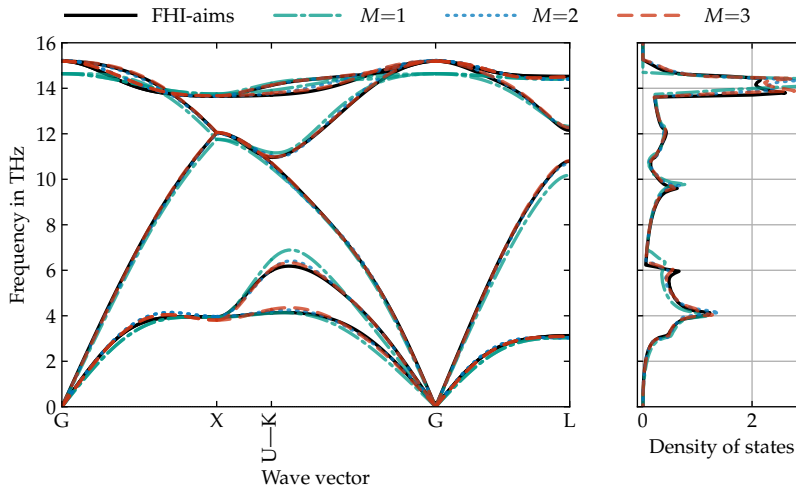 FHI-aims M=1 M=2 M=3
16
14
12
10
8
6
4
2
0
Frequency in THz
G X U—K G L
Wave vector
0 2
Density of states